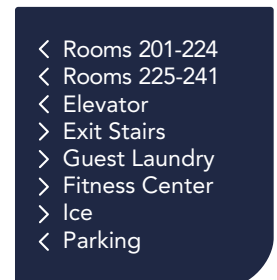 < Rooms 201-224
< Rooms 225-241
< Elevator
> Exit Stairs
> Guest Laundry
> Fitness Center
> Ice
< Parking